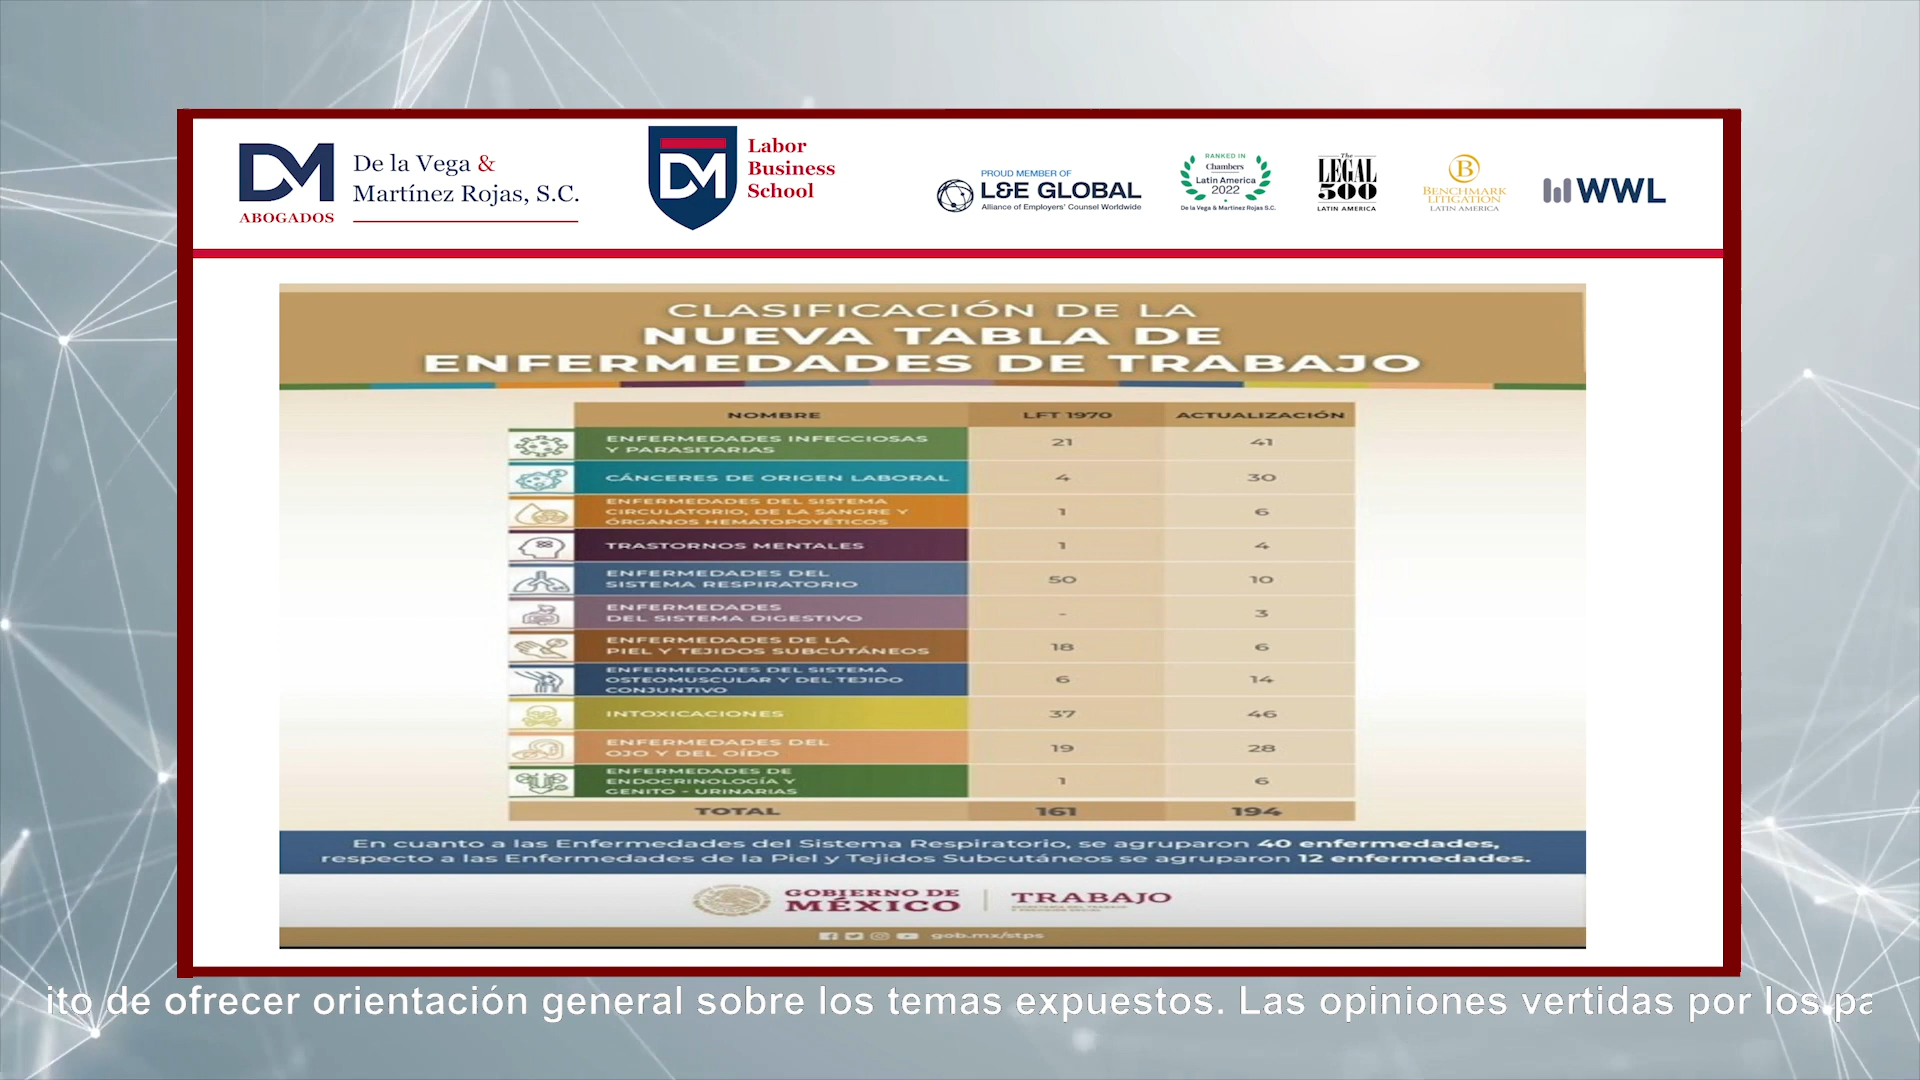 DM
ABOGADOS
De la Vega &
Martínez Rojas, S.C.
DM
Labor
Business
School
PROUD MEMBER OF
L&E GLOBAL
Alliance of Employers' Counsel Worldwide
RANKED IN
Chambers
Latin America
2022
De la Vega & Martínez Rojas S.C.
The
LEGAL
500
LATIN AMERICA
B
BENCHMARK
LITIGATION
LATIN AMERICA
WWL
CLASIFICACIÓN DE LA
NUEVA TABLA DE
ENFERMEDADES DE TRABAJO
NOMBRE LFT 1970 ACTUALIZACIÓN
ENFERMEDADES INFECCIOSAS
Y PARASITARIAS 21 41
CÁNCERES DE ORIGEN LABORAL 4 30
ENFERMEDADES DEL SISTEMA
CIRCULATORIO, DE LA SANGRE Y
ÓRGANOS HEMATOPOYÉTICOS 1 6
TRASTORNOS MENTALES 1 4
ENFERMEDADES DEL
SISTEMA RESPIRATORIO 50 10
ENFERMEDADES
DEL SISTEMA DIGESTIVO - 3
ENFERMEDADES DE LA
PIEL Y TEJIDOS SUBCUTÁNEOS 18 6
ENFERMEDADES DEL SISTEMA
OSTEOMUSCULAR Y DEL TEJIDO
CONJUNTIVO 6 14
INTOXICACIONES 37 46
ENFERMEDADES DEL
OJO Y DEL OÍDO 19 28
ENFERMEDADES DE
ENDOCRINOLOGÍA Y
GENITO - URINARIAS 1 6
TOTAL 161 194
En cuanto a las Enfermedades del Sistema Respiratorio, se agruparon 40 enfermedades,
respecto a las Enfermedades de la Piel y Tejidos Subcutáneos se agruparon 12 enfermedades.
GOBIERNO DE
MÉXICO
TRABAJO
gob.mx/stps
ito de ofrecer orientación general sobre los temas expuestos. Las opiniones vertidas por los pa